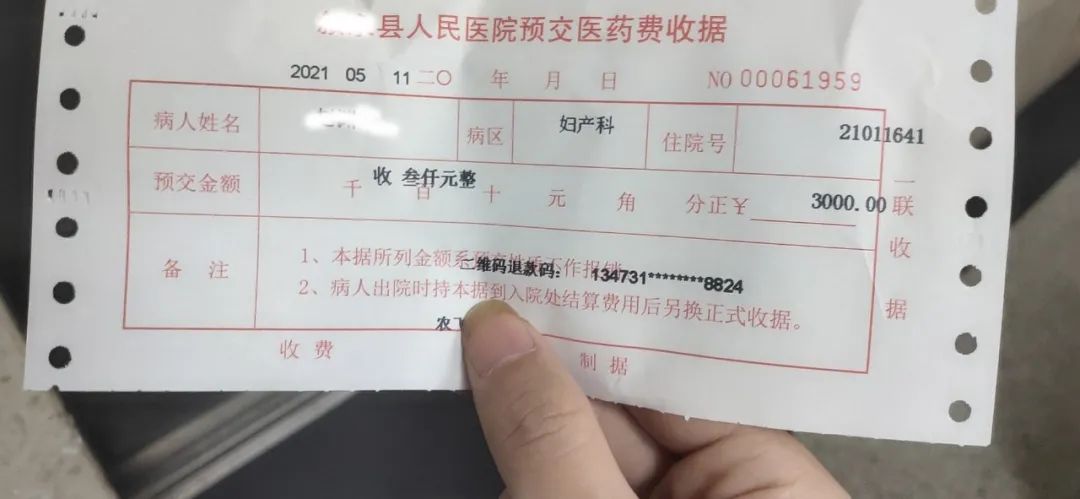 县人民医院预交医药费收据
2021 05 11 二〇 年 月 日 NO 00061959
病人姓名 病区 妇产科 住院号 21011641
预交金额 收 叁仟元整 千 百 十 元 角 分正￥ 3000.00
备 注
1、本据所列金额系
二维码退款码： 134731********8824
2、病人出院时持本据到入院处结算费用后另换正式收据。
收 费 制 据
一联收据